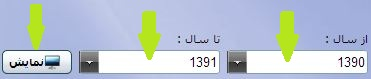 از سال :
تا سال :
1390
1391
نمایش